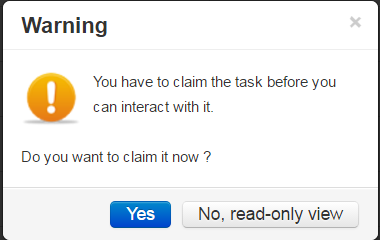 Warning
×
You have to claim the task before you
can interact with it.
Do you want to claim it now ?
Yes
No, read-only view